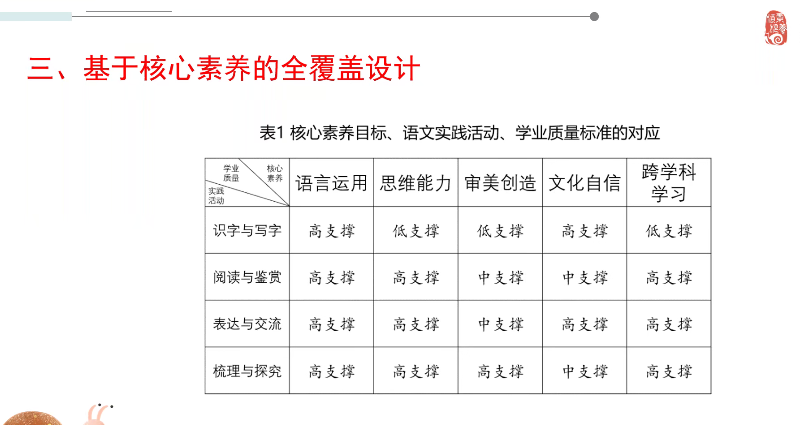 三、基于核心素养的全覆盖设计
表1 核心素养目标、语文实践活动、学业质量标准的对应
学业质量 核心素养 实践活动 语言运用 思维能力 审美创造 文化自信 跨学科学习
识字与写字 高支撑 低支撑 低支撑 高支撑 低支撑
阅读与鉴赏 高支撑 高支撑 中支撑 中支撑 高支撑
表达与交流 高支撑 高支撑 中支撑 高支撑 高支撑
梳理与探究 高支撑 高支撑 高支撑 中支撑 高支撑